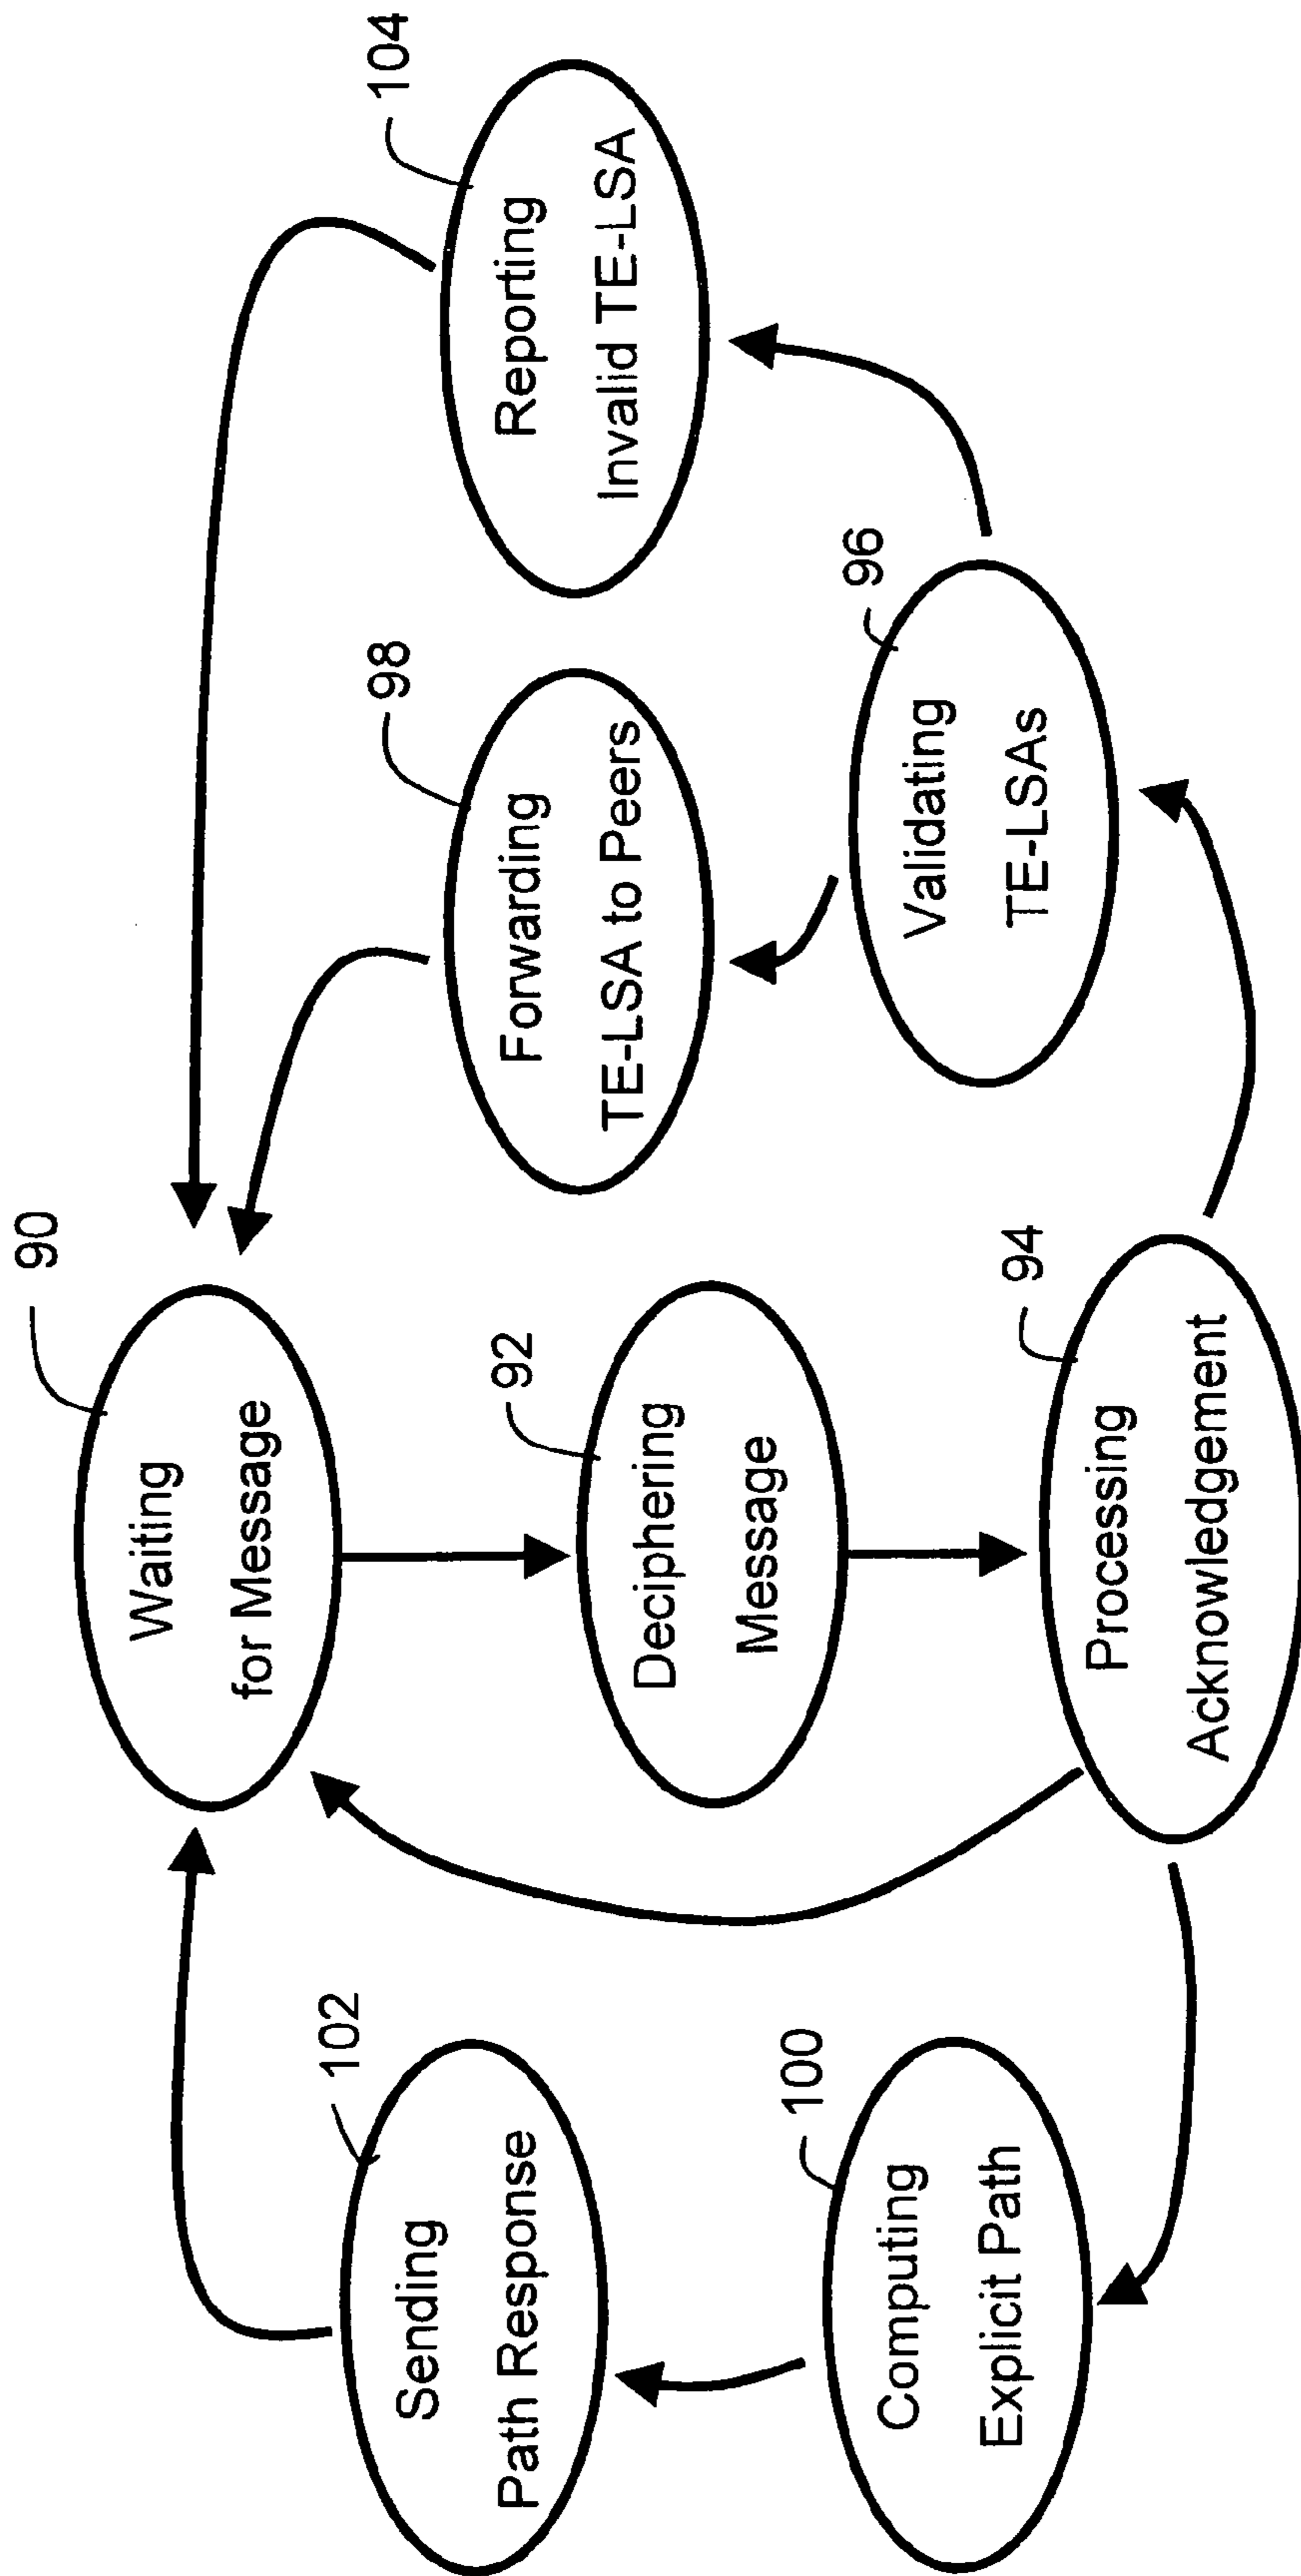 90
Waiting
for Message
102
Sending
Path Response
92
Deciphering
Message
98
Forwarding
TE-LSA to Peers
104
Reporting
Invalid TE-LSA
100
Computing
Explicit Path
94
Processing
Acknowledgement
96
Validating
TE-LSAs